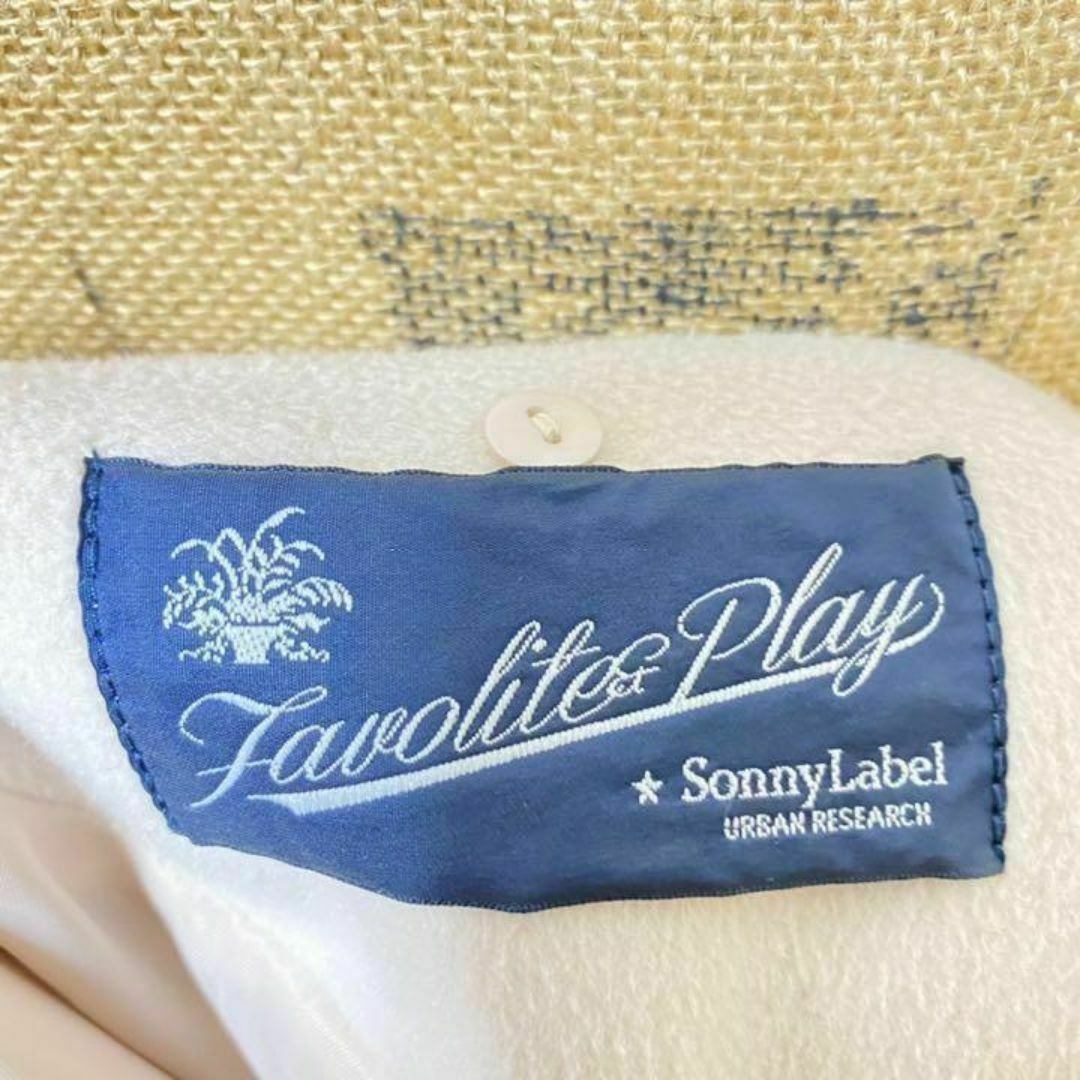 Favolite & Play
★ SonnyLabel
URBAN RESEARCH